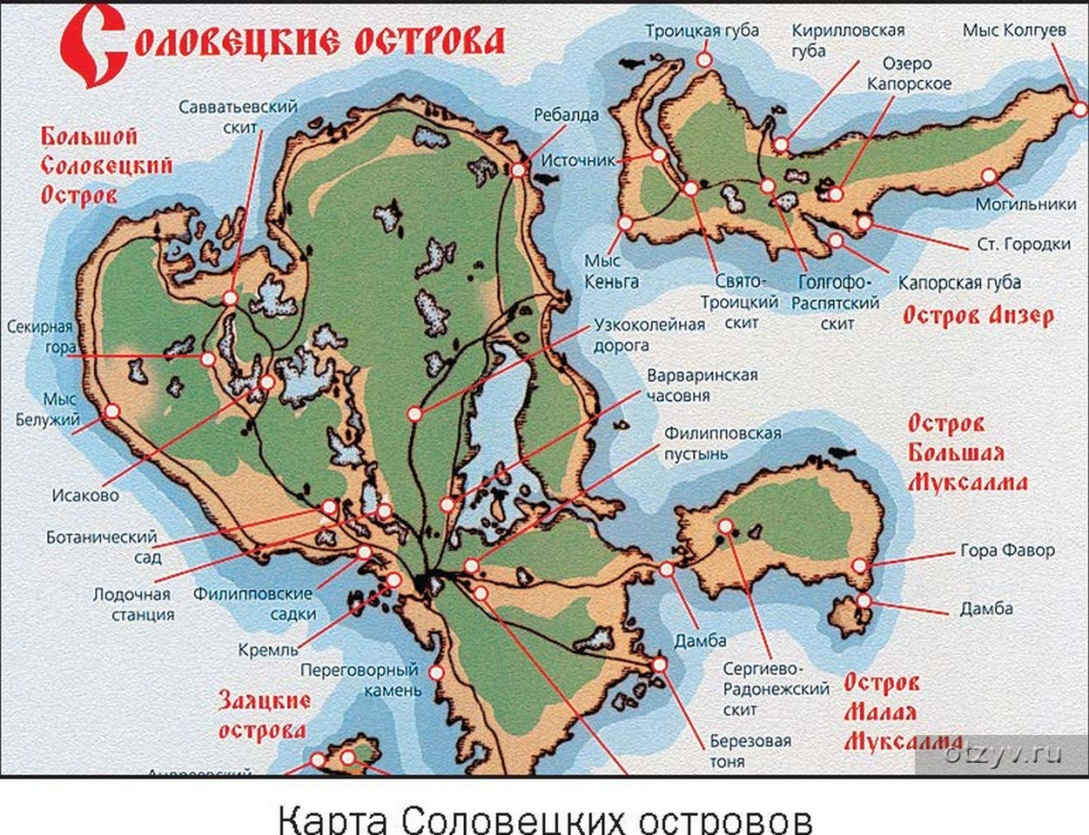 СОЛОВЕЦКИЕ ОСТРОВА
Троицкая губа
Кирилловская
губа
Мыс Колгуев
Озеро
Капорское
Савватьевский
скит
Ребалда
Большой
Соловецкий
Остров
Источник
Могильники
Ст. Городки
Мыс
Кеньга
Свято-
Троицкий
скит
Голгофо-
Распятский
скит
Капорская губа
Остров Анзер
Секирная
гора
Узкоколейная
дорога
Мыс
Белужий
Варваринская
часовня
Филипповская
пустынь
Остров
Большая
Муксалма
Исаково
Ботанический
сад
Гора Фавор
Лодочная
станция
Филипповские
садки
Дамба
Кремль
Дамба
Переговорный
камень
Сергиево-
Радонежский
скит
Остров
Малая
Муксалма
Заяцкие
острова
Березовая
тоня
otzyv.ru
Карта Соловецких островов